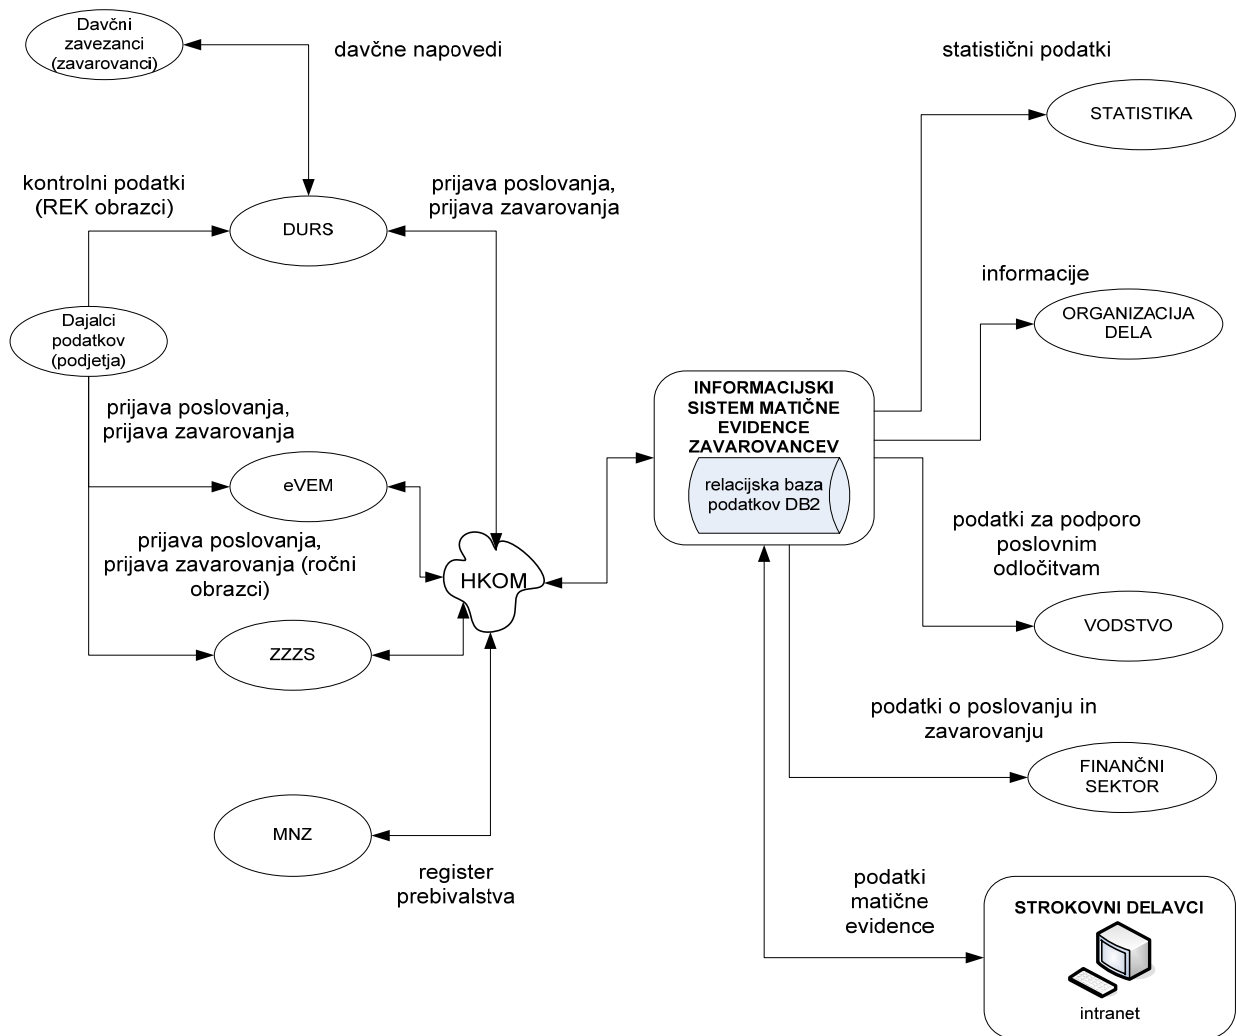 Davčni
zavezanci
(zavarovanci)
davčne napovedi
statistični podatki
STATISTIKA
kontrolni podatki
(REK obrazci)
prijava poslovanja,
prijava zavarovanja
DURS
informacije
ORGANIZACIJA
DELA
Dajalci
podatkov
(podjetja)
INFORMACIJSKI
SISTEM MATIČNE
EVIDENCE
ZAVAROVANCEV
relacijska baza
podatkov DB2
prijava poslovanja,
prijava zavarovanja
eVEM
podatki za podporo
poslovnim
odločitvam
prijava poslovanja,
prijava zavarovanja (ročni
obrazci)
HKOM
VODSTVO
ZZZS
podatki o poslovanju in
zavarovanju
FINANČNI
SEKTOR
MNZ
register
prebivalstva
podatki
matične
evidence
STROKOVNI DELAVCI
intranet